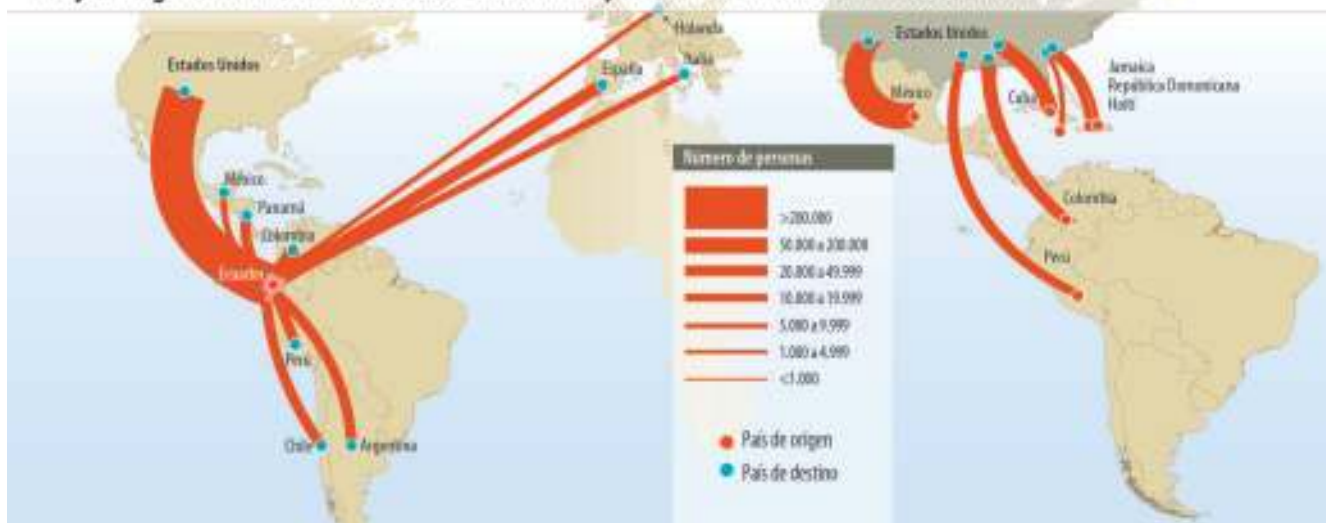 Estados Unidos
México
Panamá
Colombia
Ecuador
Perú
Chile
Argentina
Holanda
España
Italia
Número de personas
>200.000
50.000 a 200.000
20.000 a 49.999
10.000 a 19.999
5.000 a 9.999
1.000 a 4.999
<1.000
País de origen
País de destino
Estados Unidos
México
Cuba
Jamaica
República Dominicana
Haití
Colombia
Perú